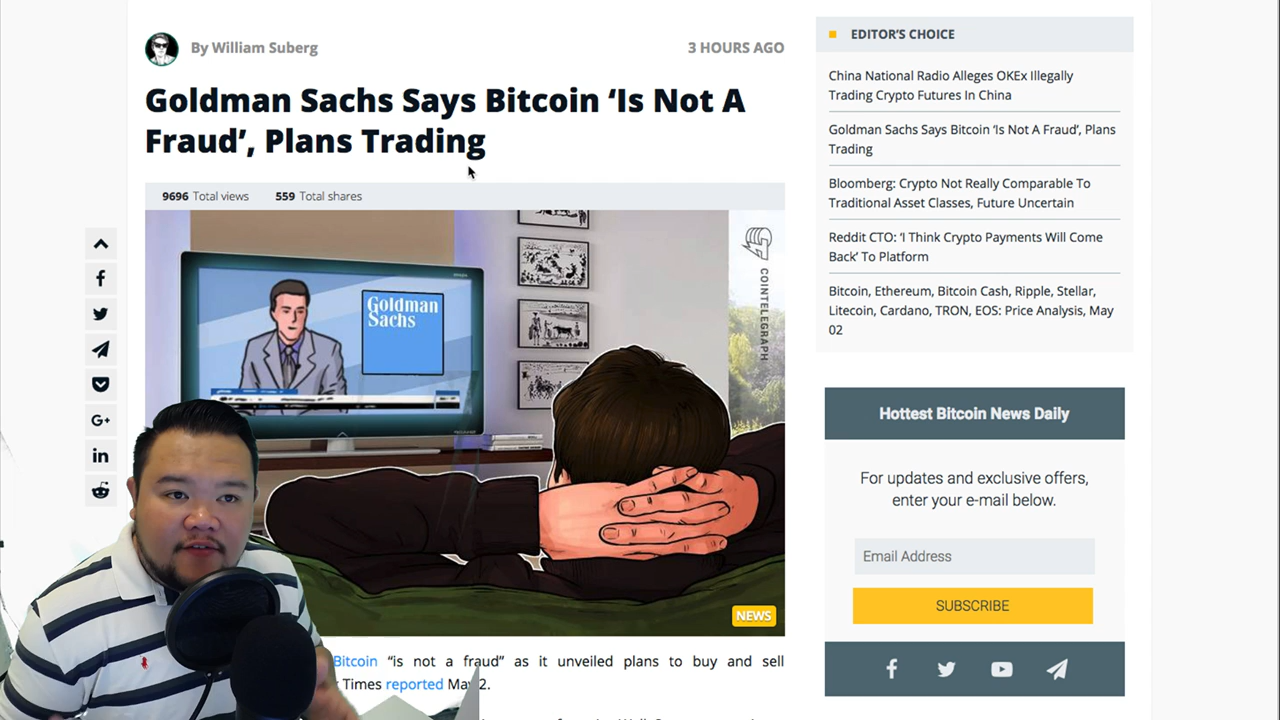 By William Suberg
3 HOURS AGO
Goldman Sachs Says Bitcoin ‘Is Not A
Fraud’, Plans Trading
9696 Total views 559 Total shares
Goldman
Sachs
COINTELEGRAPH
NEWS
Bitcoin “is not a fraud” as it unveiled plans to buy and sell
Times reported May 2.
EDITOR’S CHOICE
China National Radio Alleges OKEx Illegally
Trading Crypto Futures In China
Goldman Sachs Says Bitcoin ‘Is Not A Fraud’, Plans
Trading
Bloomberg: Crypto Not Really Comparable To
Traditional Asset Classes, Future Uncertain
Reddit CTO: ‘I Think Crypto Payments Will Come
Back’ To Platform
Bitcoin, Ethereum, Bitcoin Cash, Ripple, Stellar,
Litecoin, Cardano, TRON, EOS: Price Analysis, May
02
Hottest Bitcoin News Daily
For updates and exclusive offers,
enter your e-mail below.
Email Address
SUBSCRIBE